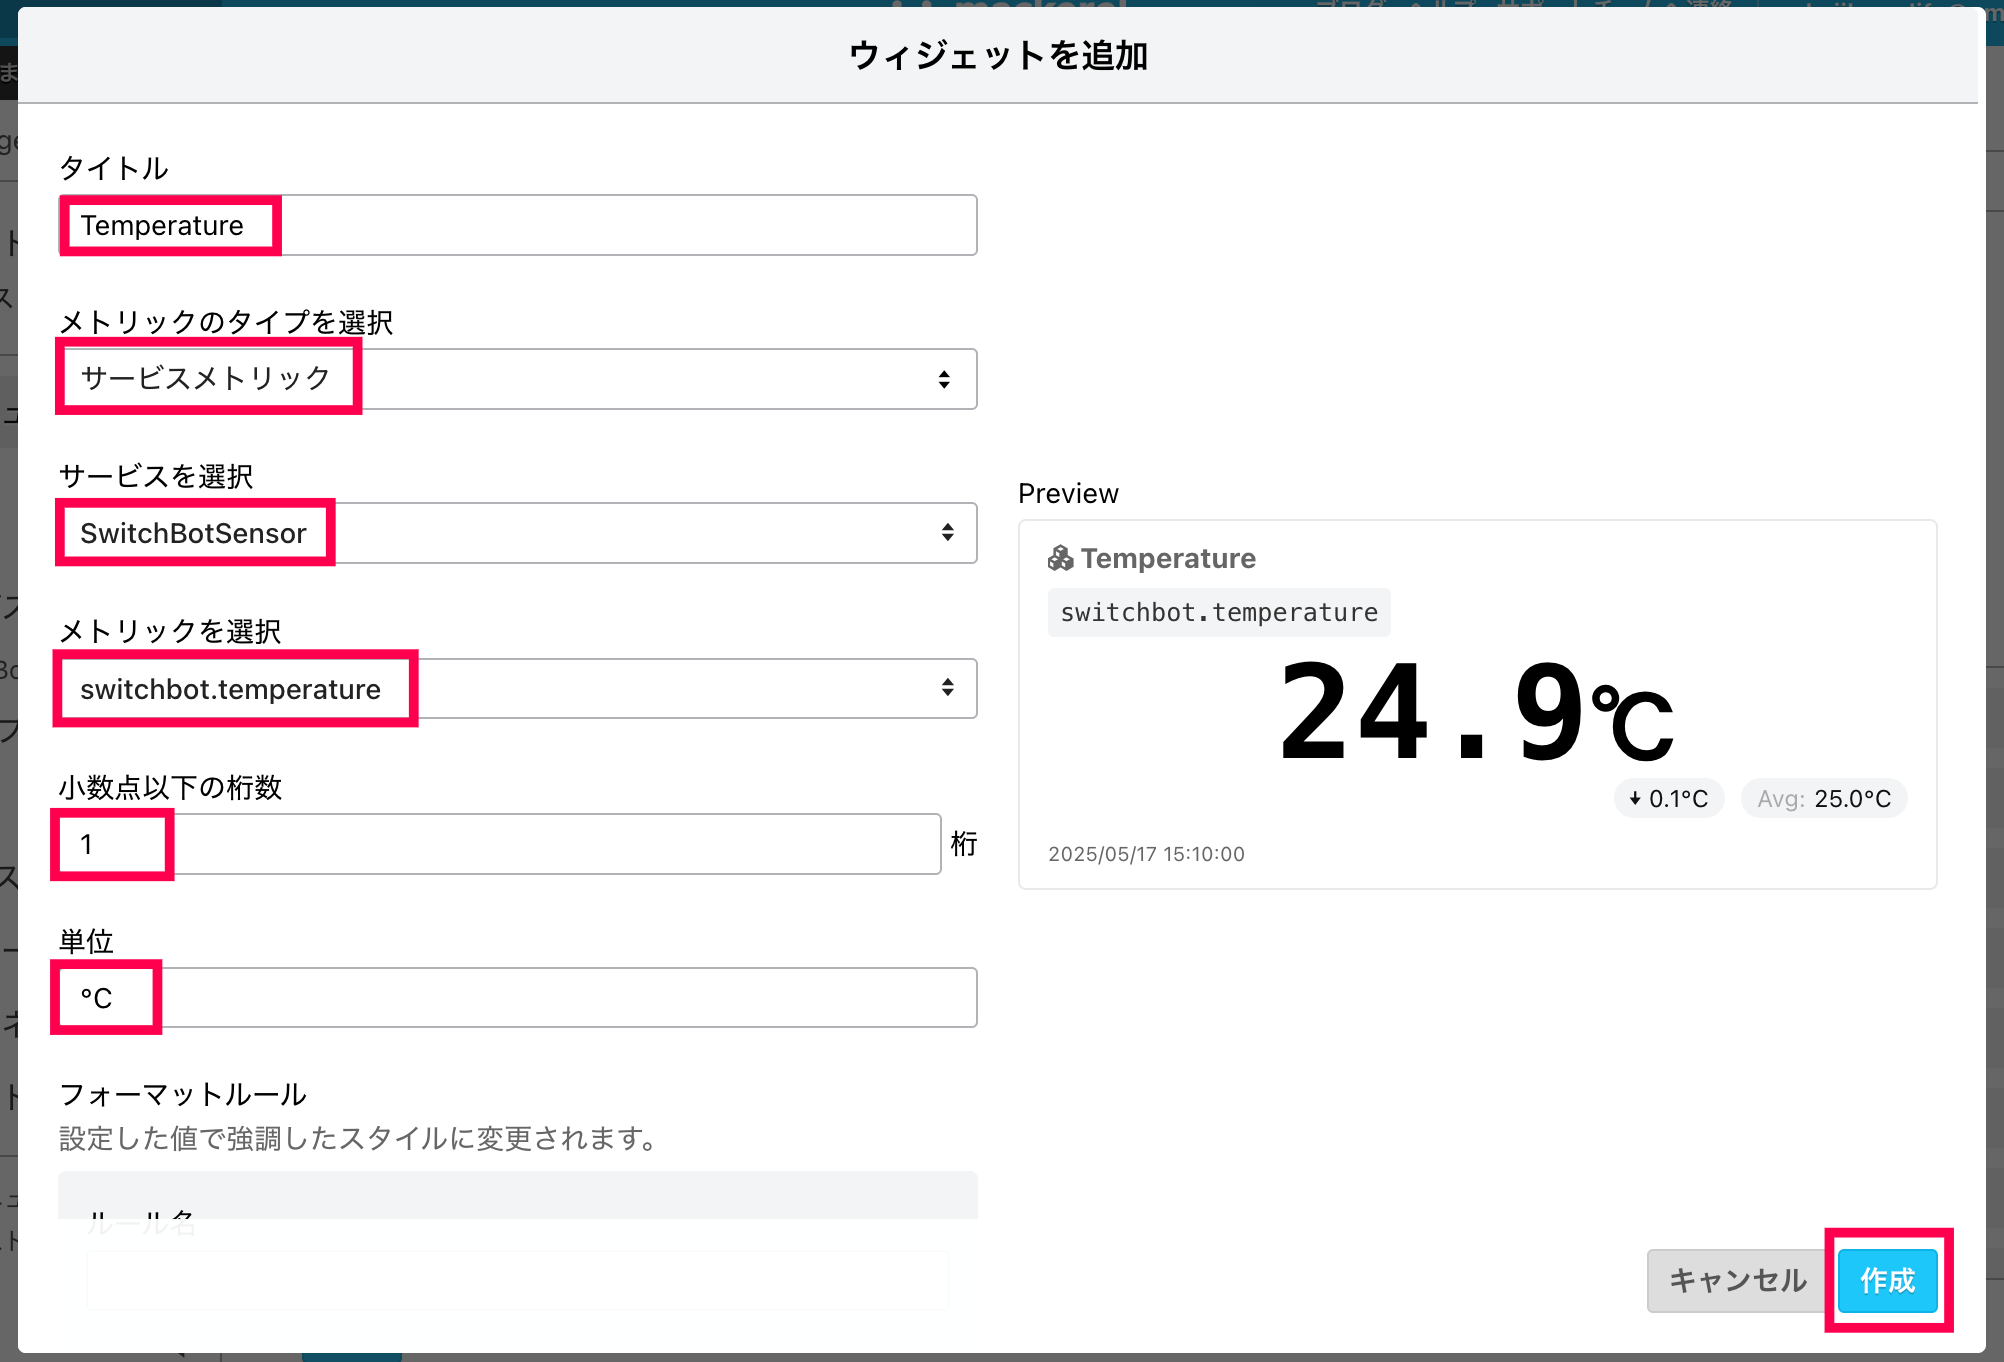 ウィジェットを追加
タイトル
Temperature
メトリックのタイプを選択
サービスメトリック
サービスを選択
SwitchBotSensor
メトリックを選択
switchbot.temperature
小数点以下の桁数
1
桁
単位
°C
フォーマットルール
設定した値で強調したスタイルに変更されます。
ルール名
Preview
Temperature
switchbot.temperature
24.9°C
↓ 0.1°C Avg: 25.0°C
2025/05/17 15:10:00
キャンセル
作成